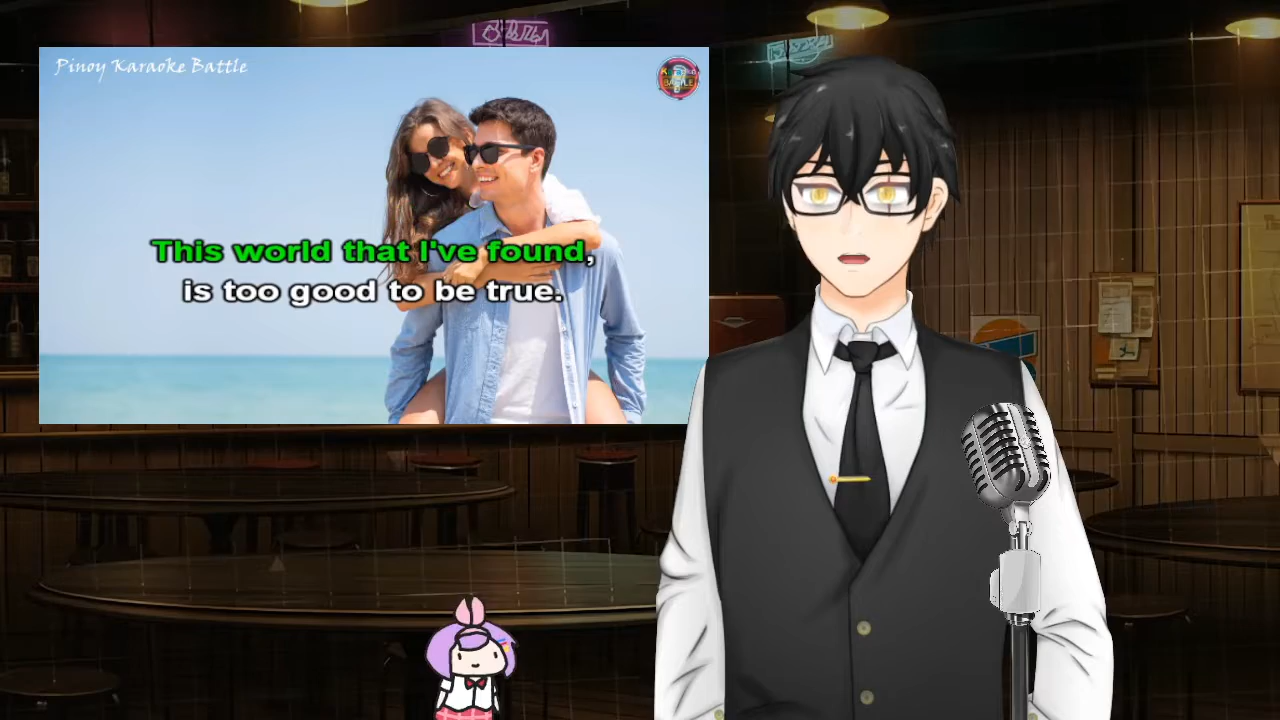 Pinoy Karaoke Battle
This world that I've found,
is too good to be true.